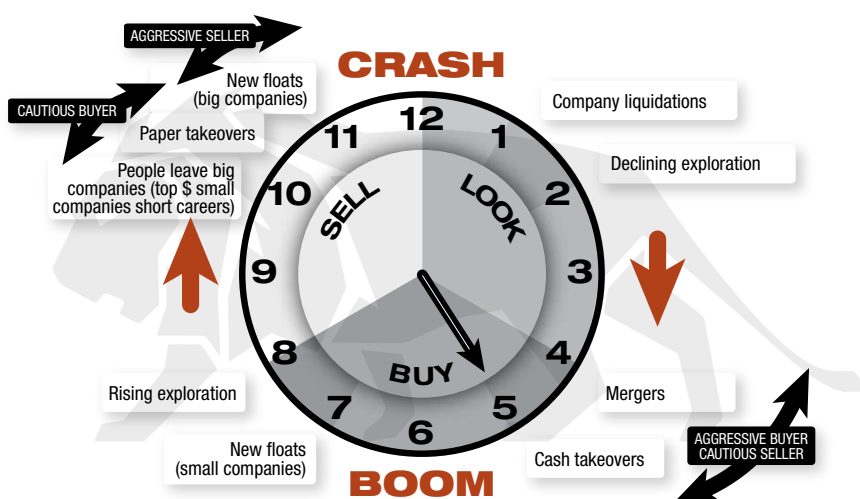 AGGRESSIVE SELLER
CRASH
New floats
(big companies)
CAUTIOUS BUYER
Paper takeovers
People leave big
companies (top $ small
companies short careers)
Company liquidations
Declining exploration
12
1
2
3
4
5
6
7
8
9
10
11
SELL
LOOK
BUY
Rising exploration
New floats
(small companies)
Mergers
Cash takeovers
AGGRESSIVE BUYER
CAUTIOUS SELLER
BOOM